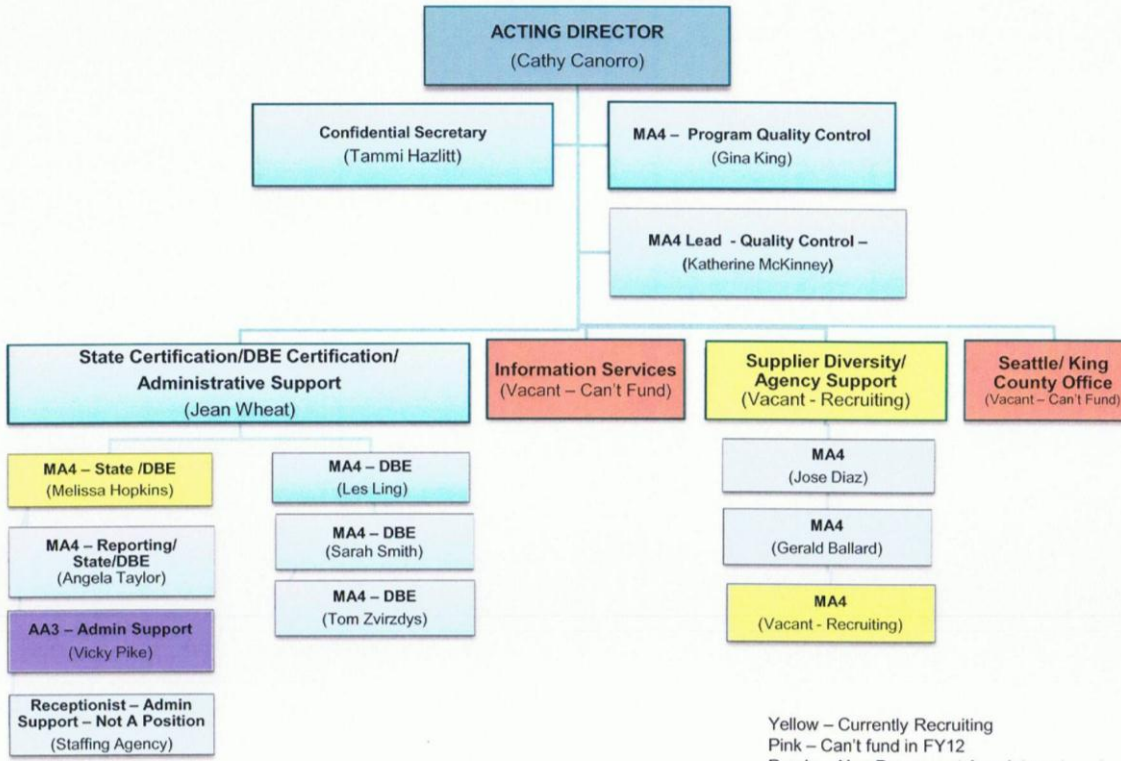 ACTING DIRECTOR
(Cathy Canorro)
Confidential Secretary
(Tammi Hazlitt)
MA4 – Program Quality Control
(Gina King)
MA4 Lead - Quality Control –
(Katherine McKinney)
State Certification/DBE Certification/
Administrative Support
(Jean Wheat)
Information Services
(Vacant – Can't Fund)
Supplier Diversity/
Agency Support
(Vacant - Recruiting)
Seattle/ King
County Office
(Vacant – Can't Fund)
MA4 – State /DBE
(Melissa Hopkins)
MA4 – Reporting/
State/DBE
(Angela Taylor)
AA3 – Admin Support
(Vicky Pike)
Receptionist – Admin
Support – Not A Position
(Staffing Agency)
MA4 – DBE
(Les Ling)
MA4 – DBE
(Sarah Smith)
MA4 – DBE
(Tom Zvirzdys)
MA4
(Jose Diaz)
MA4
(Gerald Ballard)
MA4
(Vacant - Recruiting)
Yellow – Currently Recruiting
Pink – Can't fund in FY12